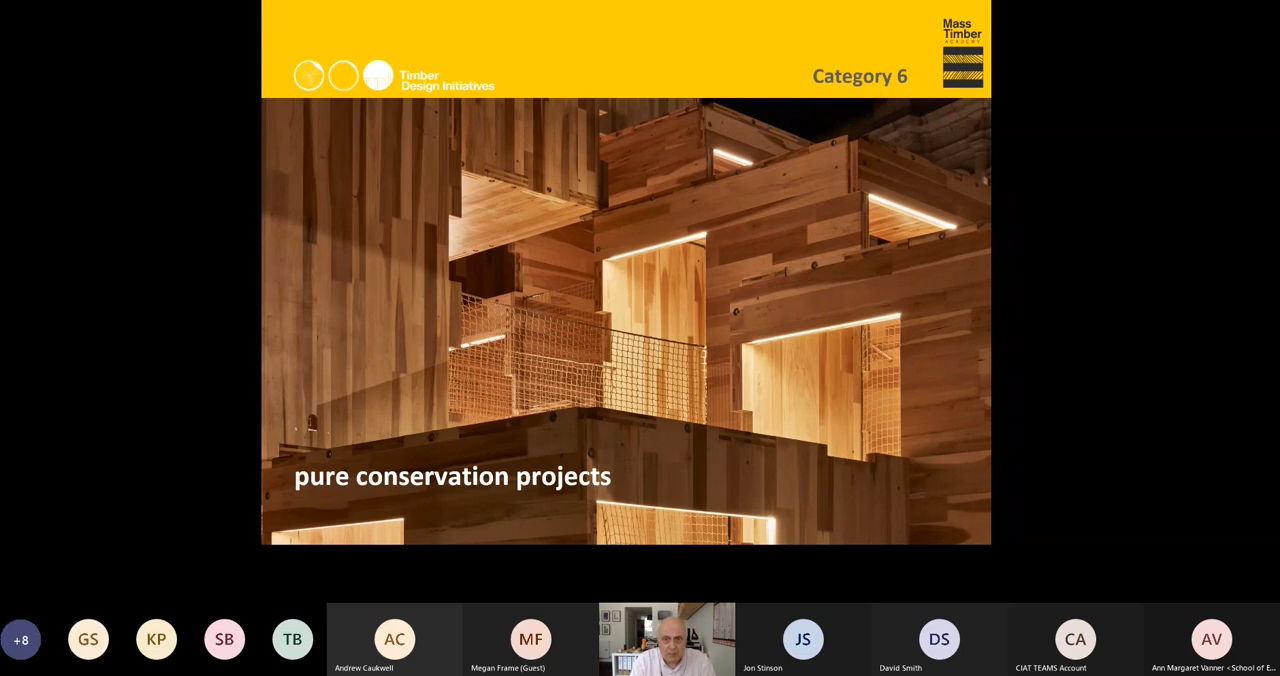 Mass
Timber
ACADEMY
Timber
Design Initiatives
Category 6
pure conservation projects
+8
GS
KP
SB
TB
AC
MF
JS
DS
CA
AV
Andrew Caukwell
Megan Frame (Guest)
Jon Stinson
David Smith
CIAT TEAMS Account
Ann Margaret Vanner <School of E...